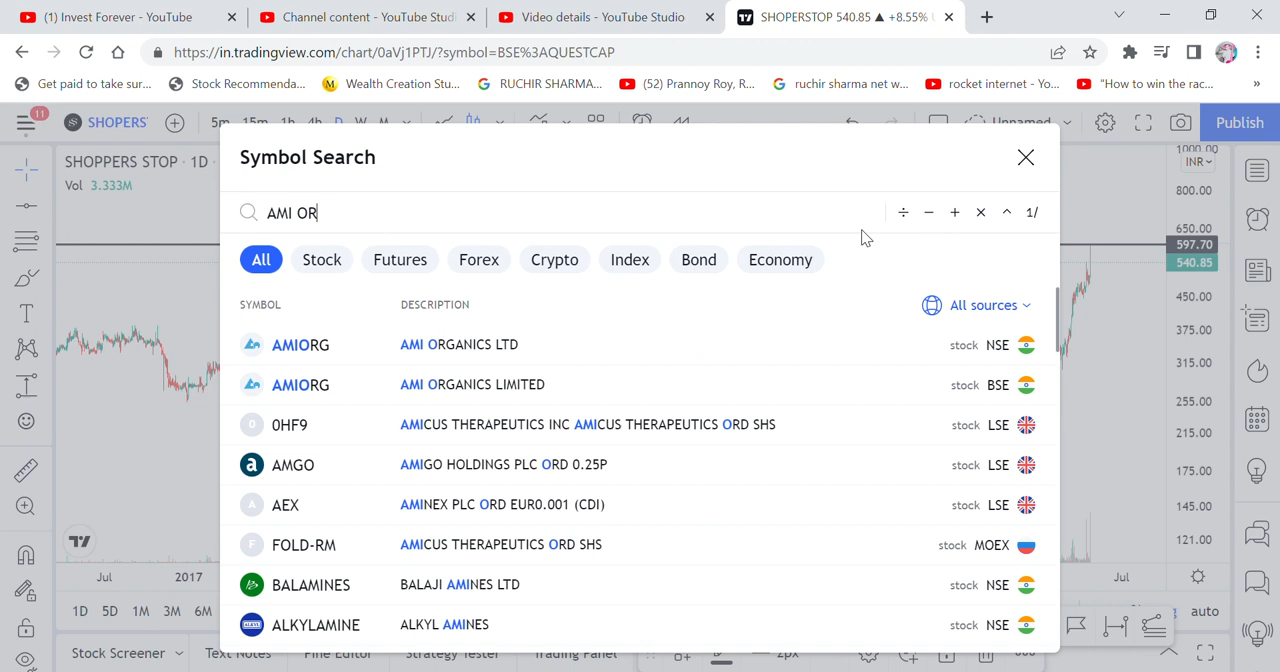 (1) Invest Forever - YouTube
Channel content - YouTube Studi
Video details - YouTube Studio
SHOPERSTOP 540.85 ▲ +8.55%
https://in.tradingview.com/chart/0aVj1PTJ/?symbol=BSE%3AQUESTCAP
Get paid to take sur...
Stock Recommenda...
M Wealth Creation Stu...
RUCHIR SHARMA...
(52) Prannoy Roy, R...
ruchir sharma net w...
rocket internet - Yo...
"How to win the rac...
»
11
SHOPERS
5m 15m 1h 4h D W M
Unnamed
Publish
SHOPPERS STOP · 1D ·
Vol 3.333M
Symbol Search
AMI OR
÷ − + × ^ 1/
All Stock Futures Forex Crypto Index Bond Economy
SYMBOL DESCRIPTION All sources
AMIORG AMI ORGANICS LTD stock NSE
AMIORG AMI ORGANICS LIMITED stock BSE
0 0HF9 AMICUS THERAPEUTICS INC AMICUS THERAPEUTICS ORD SHS stock LSE
a AMGO AMIGO HOLDINGS PLC ORD 0.25P stock LSE
A AEX AMINEX PLC ORD EUR0.001 (CDI) stock LSE
F FOLD-RM AMICUS THERAPEUTICS ORD SHS stock MOEX
BALAMINES BALAJI AMINES LTD stock NSE
ALKYLAMINE ALKYL AMINES stock NSE
1000.00
INR
800.00
650.00
597.70
540.85
450.00
375.00
315.00
255.00
215.00
175.00
145.00
121.00
Jul 2017 Jul
1D 5D 1M 3M 6M
auto
Stock Screener Text Notes Pine Editor Strategy Tester Trading Panel
2px